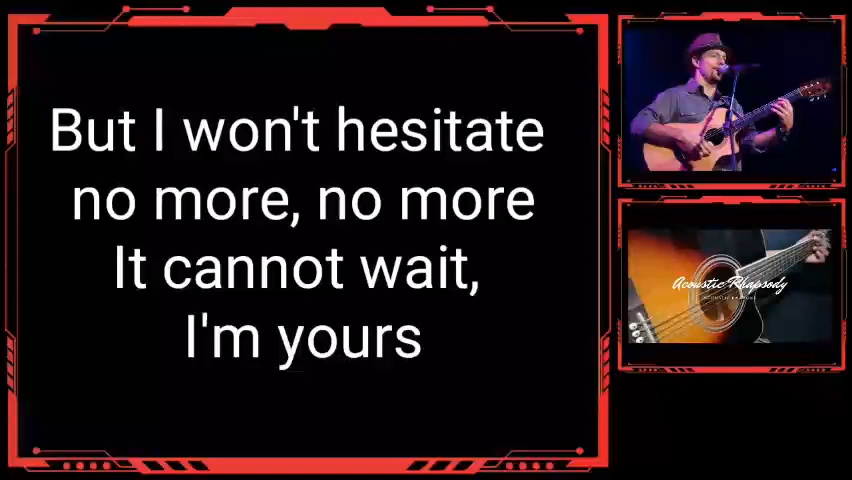 But I won't hesitate
no more, no more
It cannot wait,
I'm yours
Acoustic Rhapsody